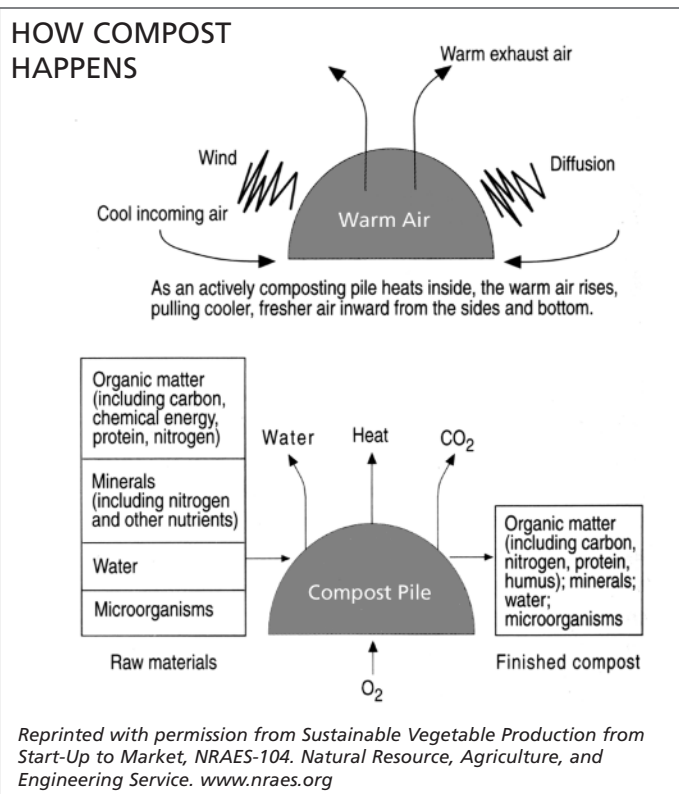 HOW COMPOST
HAPPENS
Warm exhaust air
Wind
Diffusion
Cool incoming air
Warm Air
As an actively composting pile heats inside, the warm air rises,
pulling cooler, fresher air inward from the sides and bottom.
Organic matter
(including carbon,
chemical energy,
protein, nitrogen)
Minerals
(including nitrogen
and other nutrients)
Water
Microorganisms
Raw materials
Water
Heat
CO₂
Compost Pile
O₂
Organic matter
(including carbon,
nitrogen, protein,
humus); minerals;
water;
microorganisms
Finished compost
Reprinted with permission from Sustainable Vegetable Production from
Start-Up to Market, NRAES-104. Natural Resource, Agriculture, and
Engineering Service. www.nraes.org